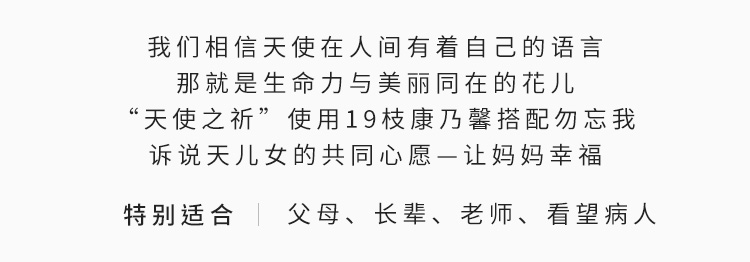 我们相信天使在人间有着自己的语言
那就是生命力与美丽同在的花儿
“天使之祈”使用19枝康乃馨搭配勿忘我
诉说天儿女的共同心愿—让妈妈幸福
特别适合｜父母、长辈、老师、看望病人